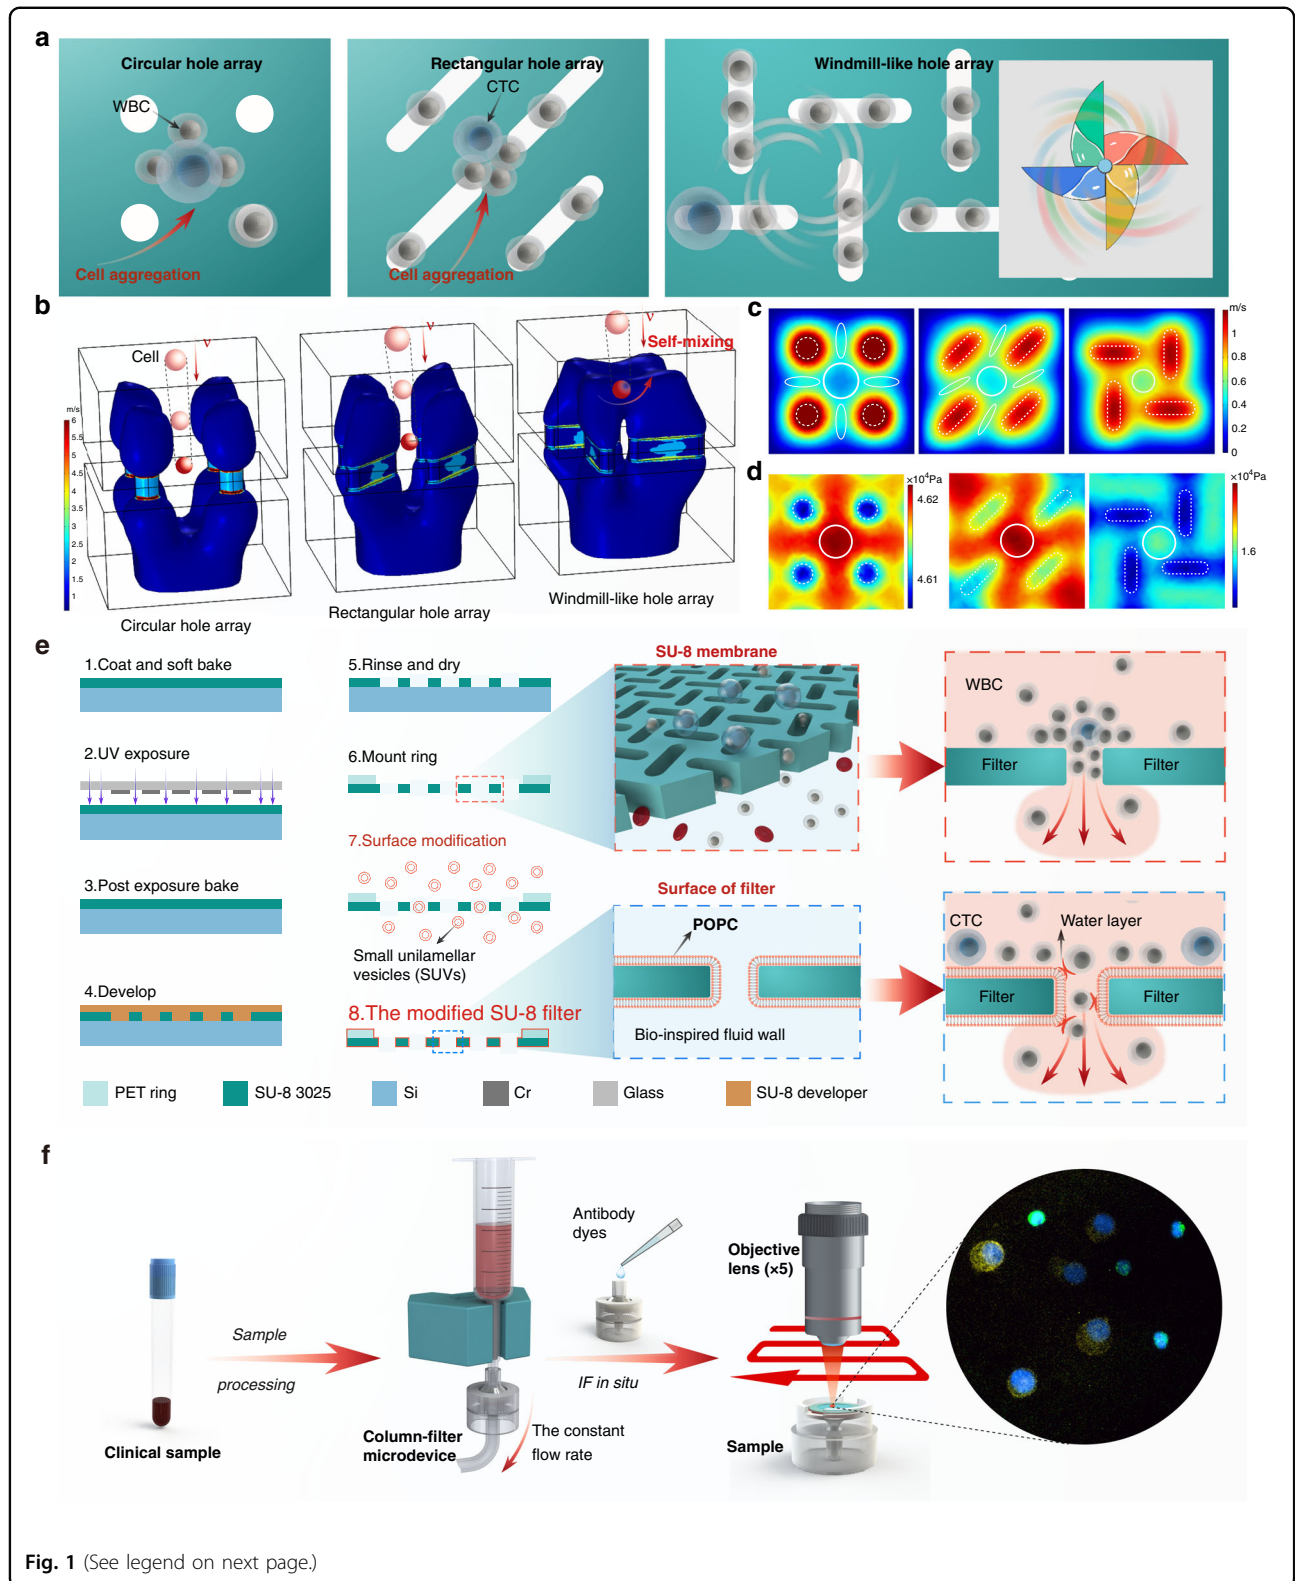 a
Circular hole array
WBC
Cell aggregation
Rectangular hole array
CTC
Cell aggregation
Windmill-like hole array
b
Cell
v
m/s
6
5.5
5
4.5
4
3.5
3
2.5
2
1.5
1
Circular hole array
v
Rectangular hole array
v
Self-mixing
Windmill-like hole array
c
m/s
1
0.8
0.6
0.4
0.2
0
d
×10⁴Pa
4.62
4.61
×10⁴Pa
1.6
e
1.Coat and soft bake
2.UV exposure
3.Post exposure bake
4.Develop
5.Rinse and dry
6.Mount ring
7.Surface modification
Small unilamellar
vesicles (SUVs)
8.The modified SU-8 filter
SU-8 membrane
Surface of filter
POPC
Bio-inspired fluid wall
WBC
Filter
Filter
CTC
Water layer
Filter
Filter
PET ring
SU-8 3025
Si
Cr
Glass
SU-8 developer
f
Clinical sample
Sample
processing
Column-filter
microdevice
The constant
flow rate
Antibody
dyes
IF in situ
Objective
lens (×5)
Sample
Fig. 1 (See legend on next page.)